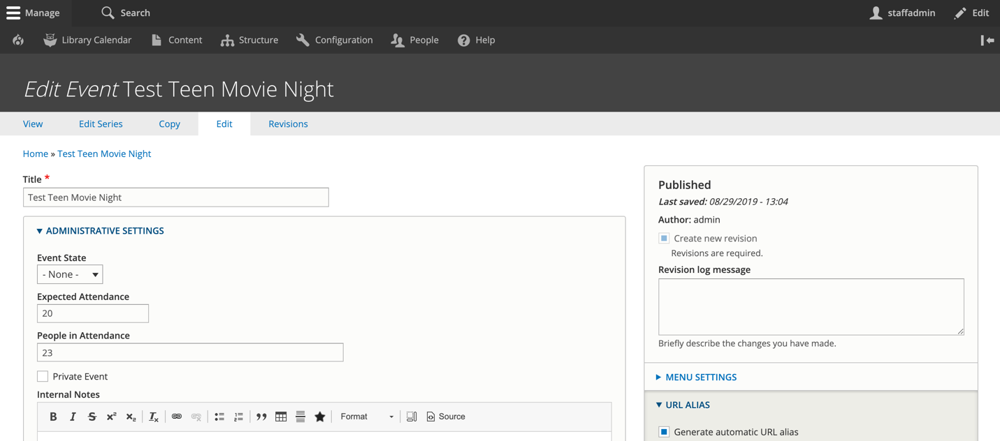 Manage Search staffadmin Edit
Library Calendar Content Structure Configuration People Help
Edit Event Test Teen Movie Night
View Edit Series Copy Edit Revisions
Home » Test Teen Movie Night
Title *
Test Teen Movie Night
ADMINISTRATIVE SETTINGS
Event State
- None -
Expected Attendance
20
People in Attendance
23
Private Event
Internal Notes
B I S x² x₂ Tx Format Source
Published
Last saved: 08/29/2019 - 13:04
Author: admin
Create new revision
Revisions are required.
Revision log message
Briefly describe the changes you have made.
MENU SETTINGS
URL ALIAS
Generate automatic URL alias